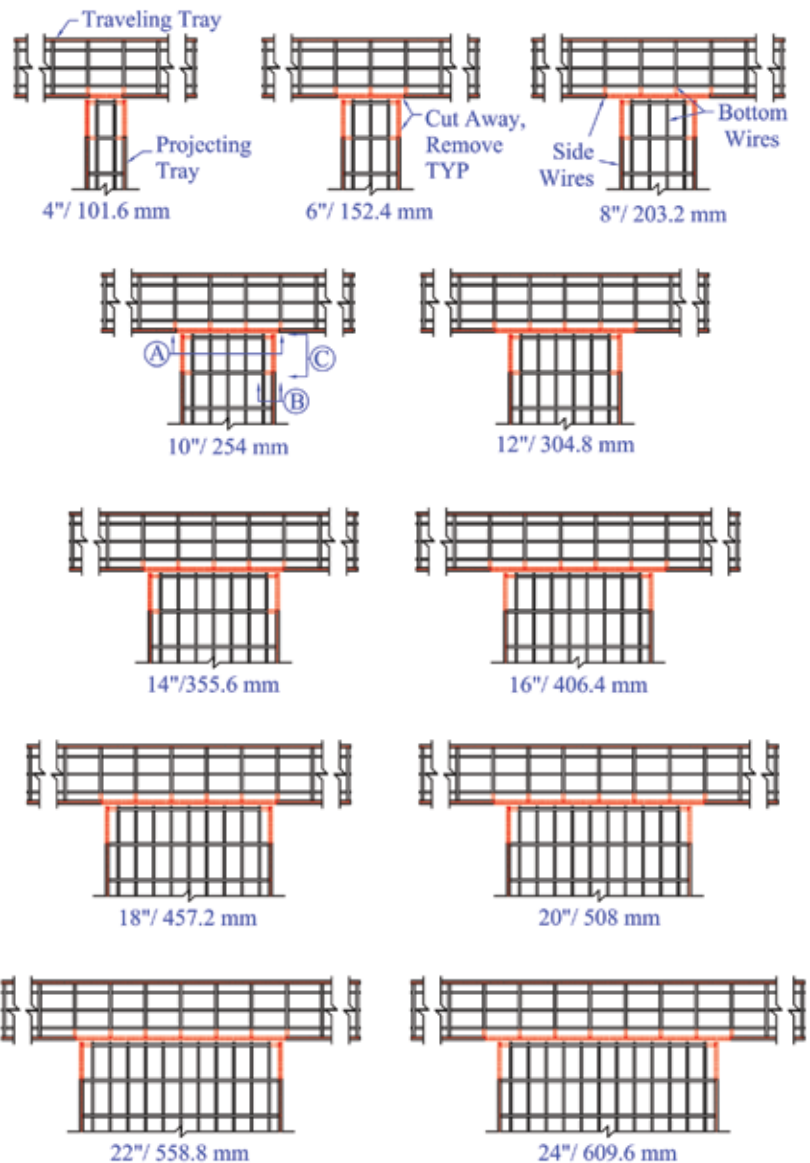 Traveling Tray
Projecting
Tray
4"/ 101.6 mm
Cut Away,
Remove
TYP
6"/ 152.4 mm
Side
Wires
Bottom
Wires
8"/ 203.2 mm
A
C
B
10"/ 254 mm
12"/ 304.8 mm
14"/355.6 mm
16"/ 406.4 mm
18"/ 457.2 mm
20"/ 508 mm
22"/ 558.8 mm
24"/ 609.6 mm